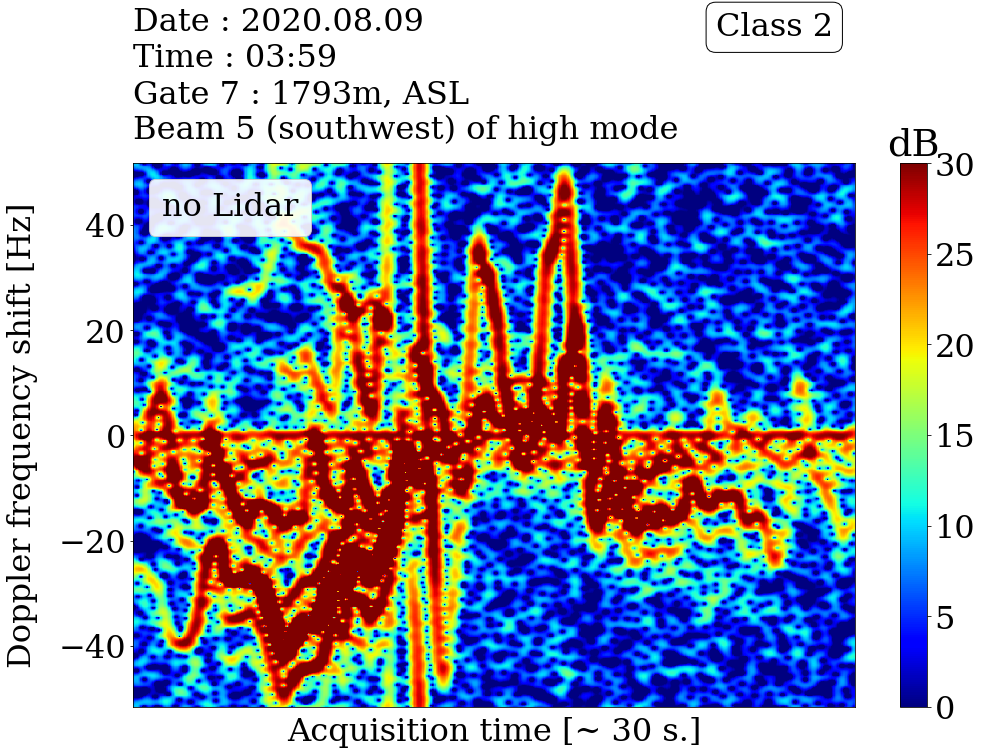 Date : 2020.08.09
Time : 03:59
Gate 7 : 1793m, ASL
Beam 5 (southwest) of high mode
Class 2
dB
no Lidar
Doppler frequency shift [Hz]
40
20
0
−20
−40
30
25
20
15
10
5
0
Acquisition time [~ 30 s.]